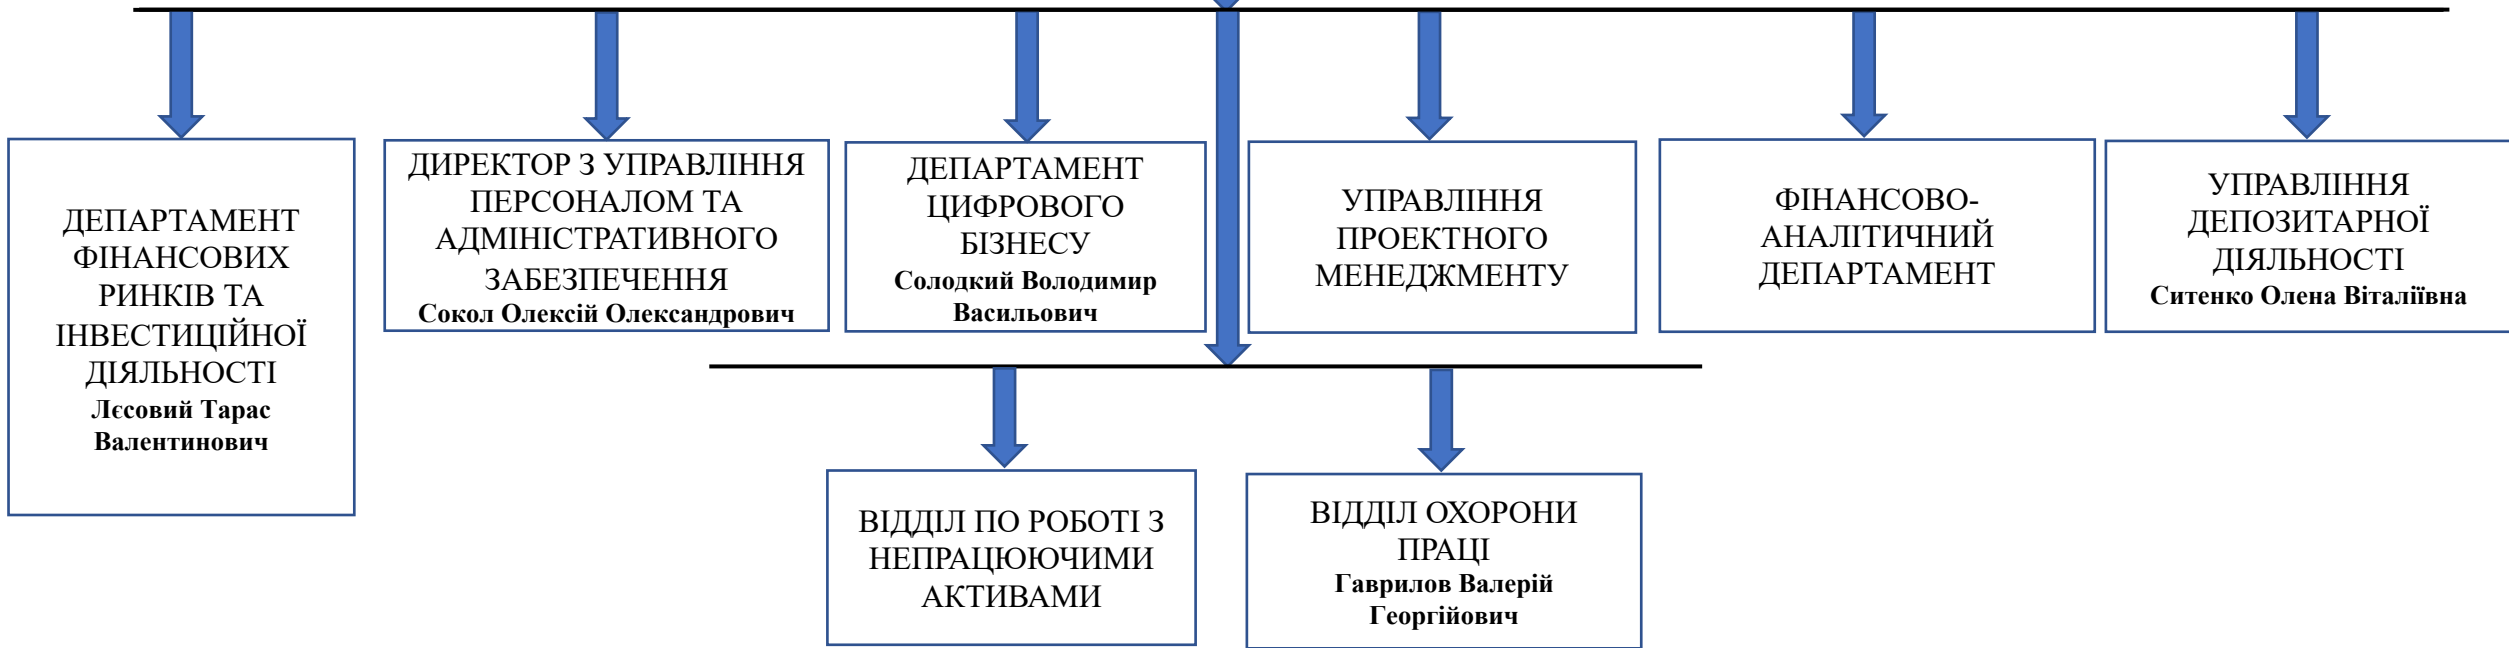 ДЕПАРТАМЕНТ
ФІНАНСОВИХ
РИНКІВ ТА
ІНВЕСТИЦІЙНОЇ
ДІЯЛЬНОСТІ
Лєсовий Тарас
Валентинович
ДИРЕКТОР З УПРАВЛІННЯ
ПЕРСОНАЛОМ ТА
АДМІНІСТРАТИВНОГО
ЗАБЕЗПЕЧЕННЯ
Сокол Олексій Олександрович
ДЕПАРТАМЕНТ
ЦИФРОВОГО
БІЗНЕСУ
Солодкий Володимир
Васильович
УПРАВЛІННЯ
ПРОЕКТНОГО
МЕНЕДЖМЕНТУ
ФІНАНСОВО-
АНАЛІТИЧНИЙ
ДЕПАРТАМЕНТ
УПРАВЛІННЯ
ДЕПОЗИТАРНОЇ
ДІЯЛЬНОСТІ
Ситенко Олена Віталіївна
ВІДДІЛ ПО РОБОТІ З
НЕПРАЦЮЮЧИМИ
АКТИВАМИ
ВІДДІЛ ОХОРОНИ
ПРАЦІ
Гаврилов Валерій
Георгійович